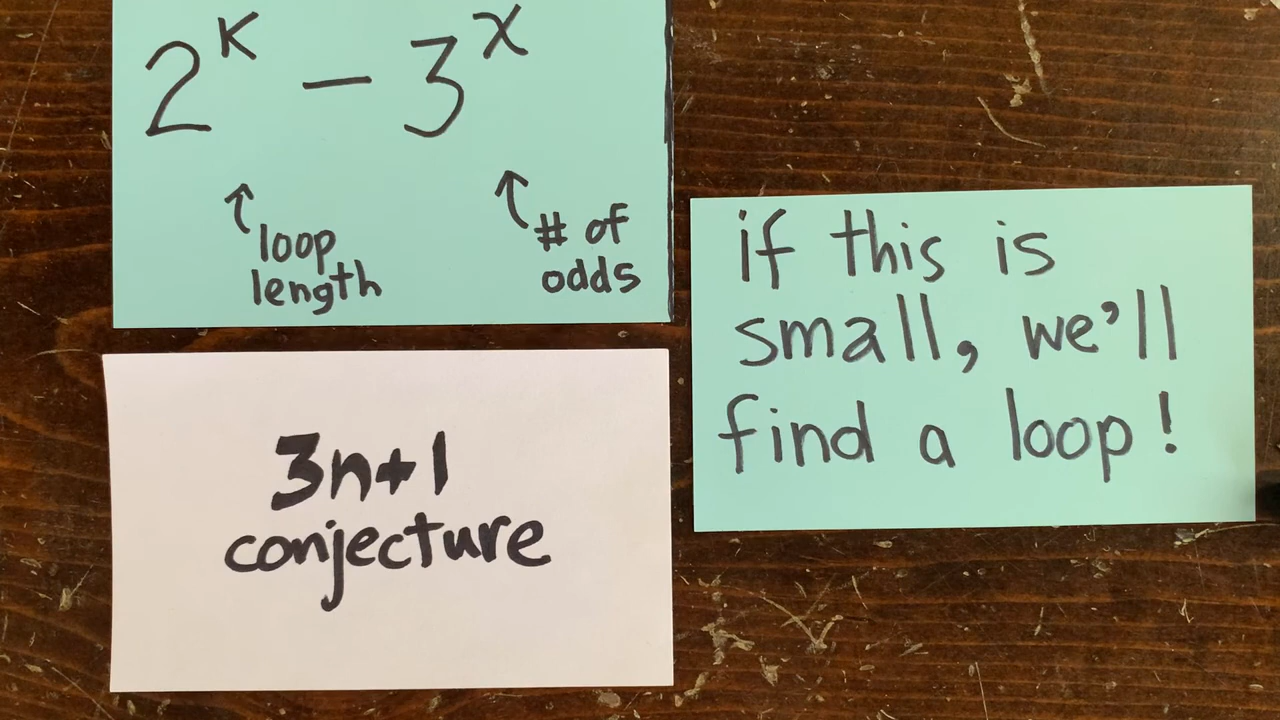 2^K - 3^x
↑ loop
length
↑ # of
odds
if this is
small, we'll
find a loop!
3n+1
conjecture